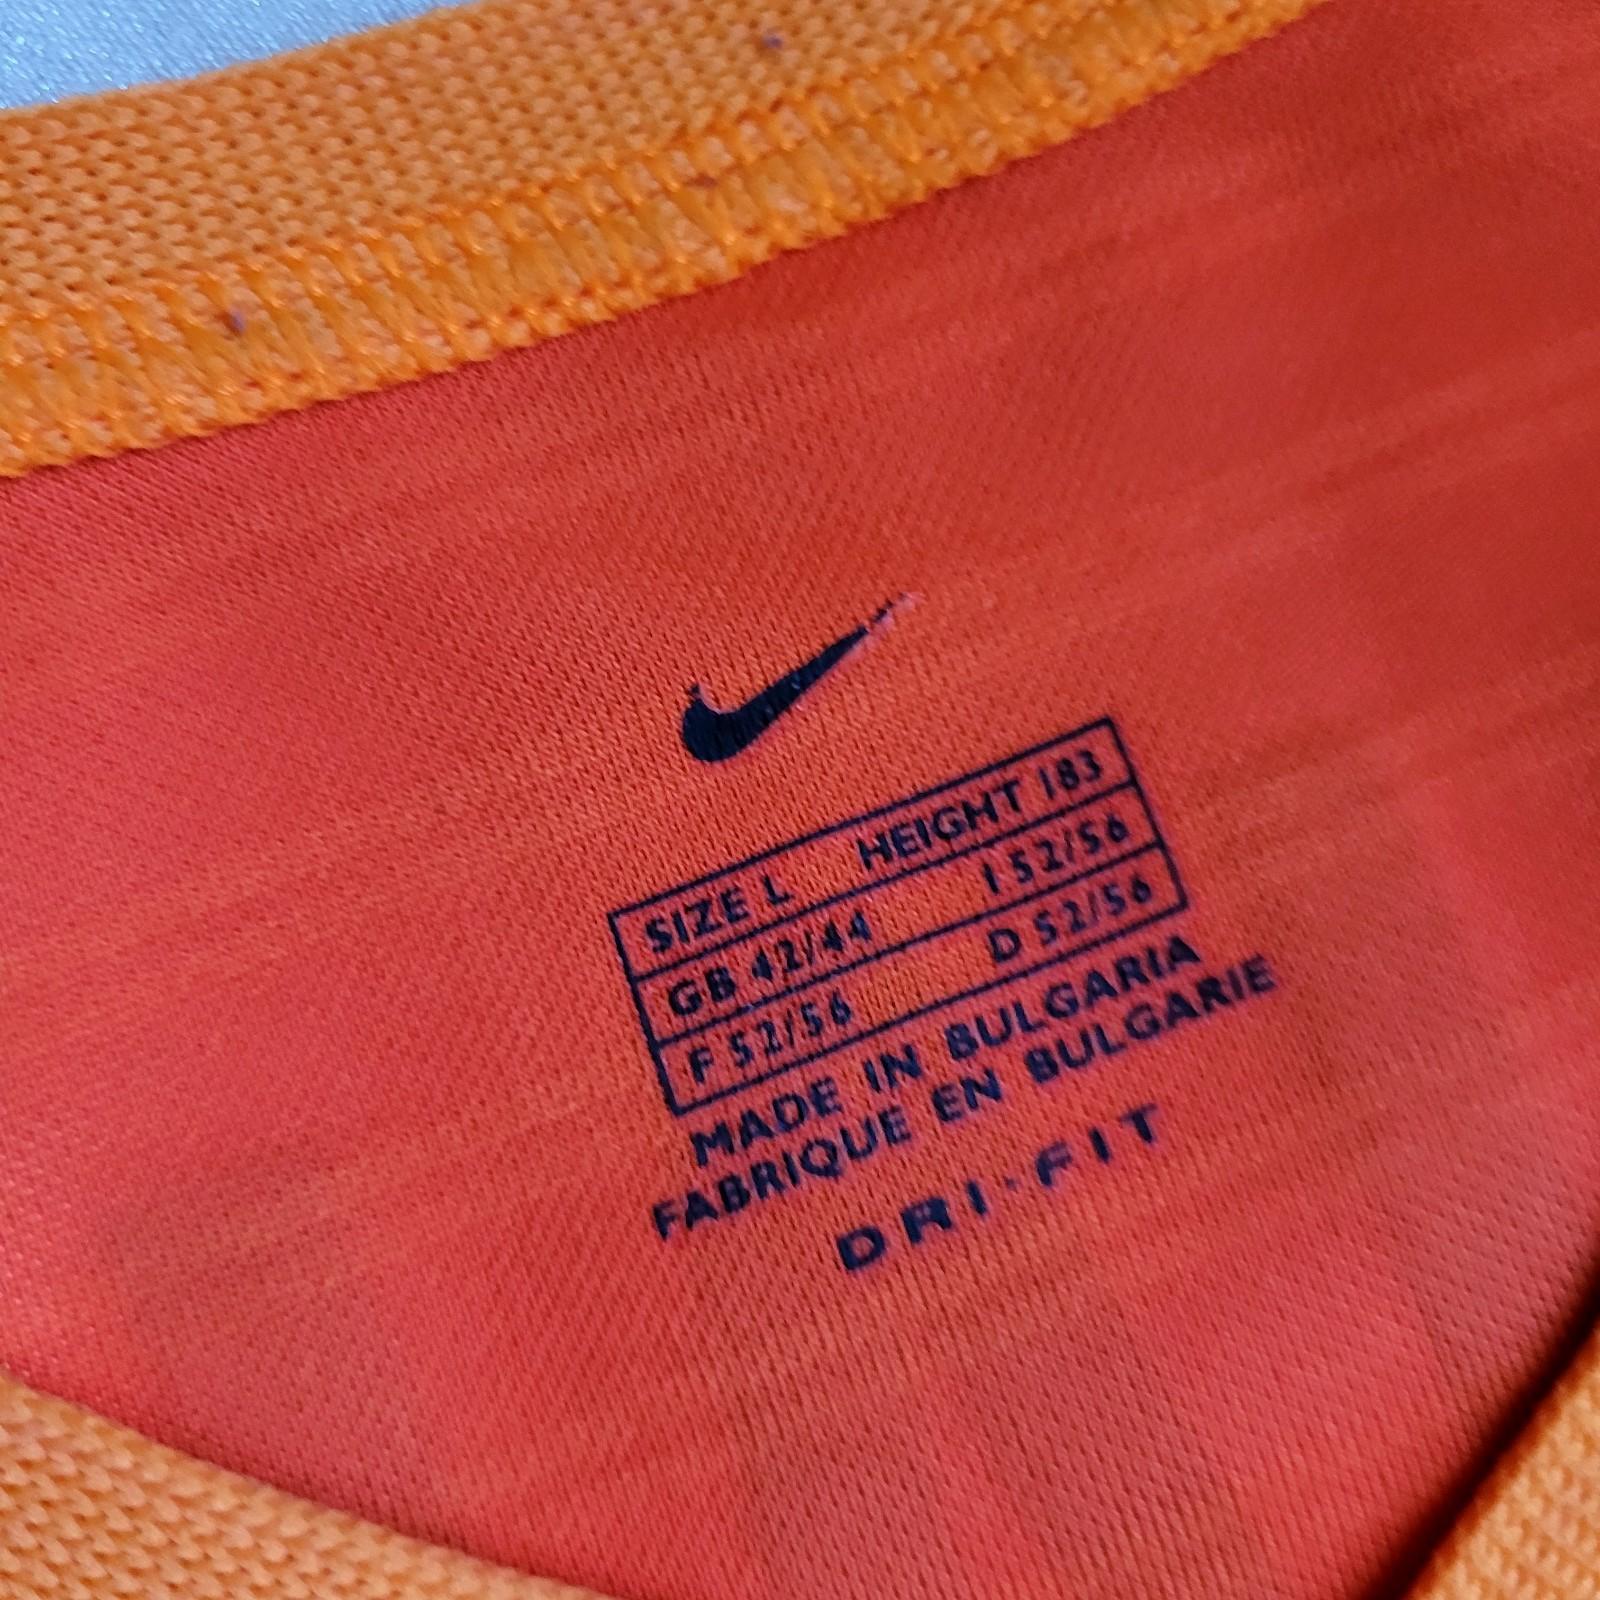 SIZE L HEIGHT 183
GB 42/44 I 52/56
F 52/56 D 52/56
MADE IN BULGARIA
FABRIQUE EN BULGARIE
DRI-FIT